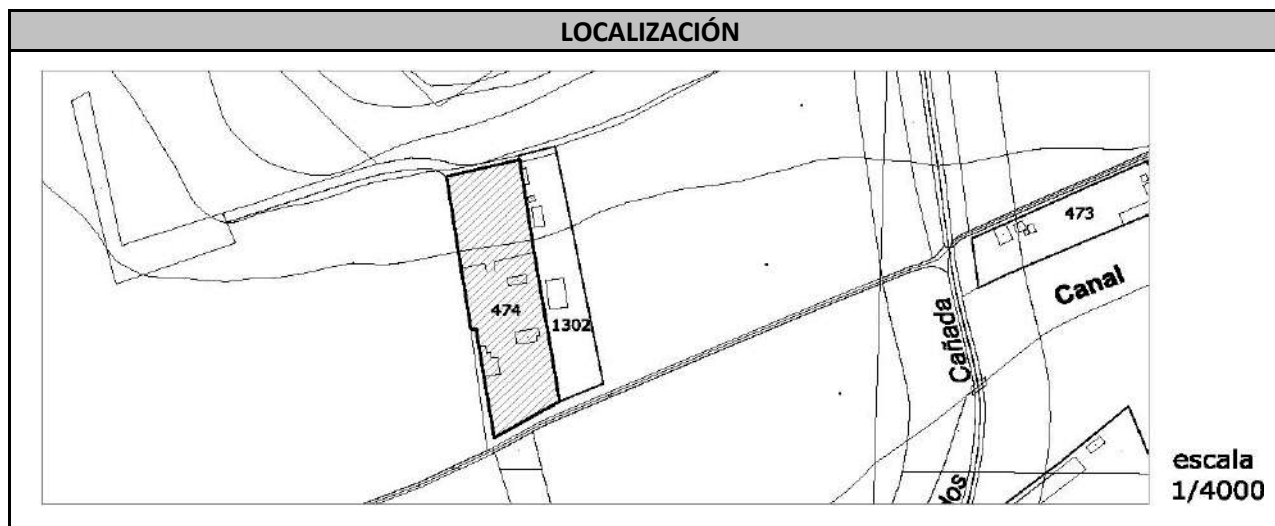 LOCALIZACIÓN
473
Canal
474
1302
Cañada
dos
escala
1/4000